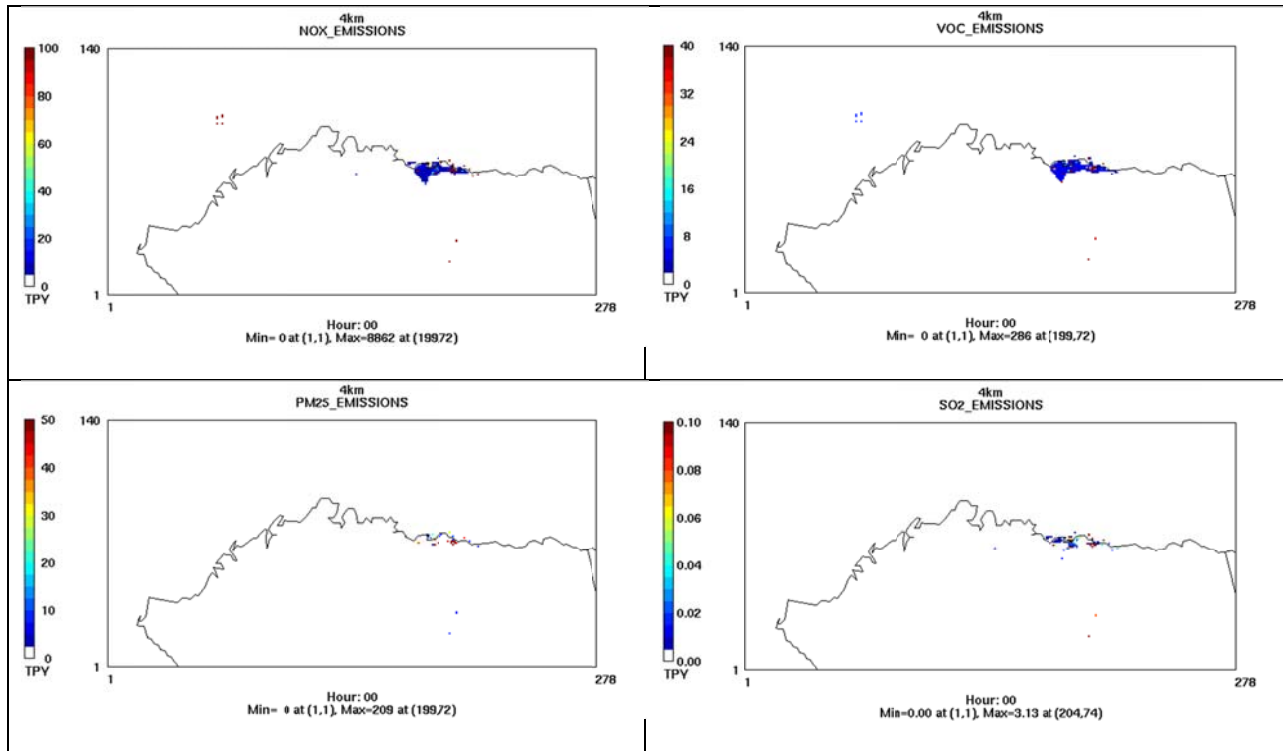 4km
NOX_EMISSIONS
140
100
80
60
40
20
0
TPY
1
1
278
Hour: 00
Min= 0 at (1,1), Max=8862 at (199,72)
4km
VOC_EMISSIONS
140
40
32
24
16
8
0
TPY
1
1
278
Hour: 00
Min= 0 at (1,1), Max=286 at (199,72)
4km
PM25_EMISSIONS
140
50
40
30
20
10
0
TPY
1
1
278
Hour: 00
Min= 0 at (1,1), Max=209 at (199,72)
4km
SO2_EMISSIONS
140
0.10
0.08
0.06
0.04
0.02
0.00
TPY
1
1
278
Hour: 00
Min=0.00 at (1,1), Max=3.13 at (204,74)